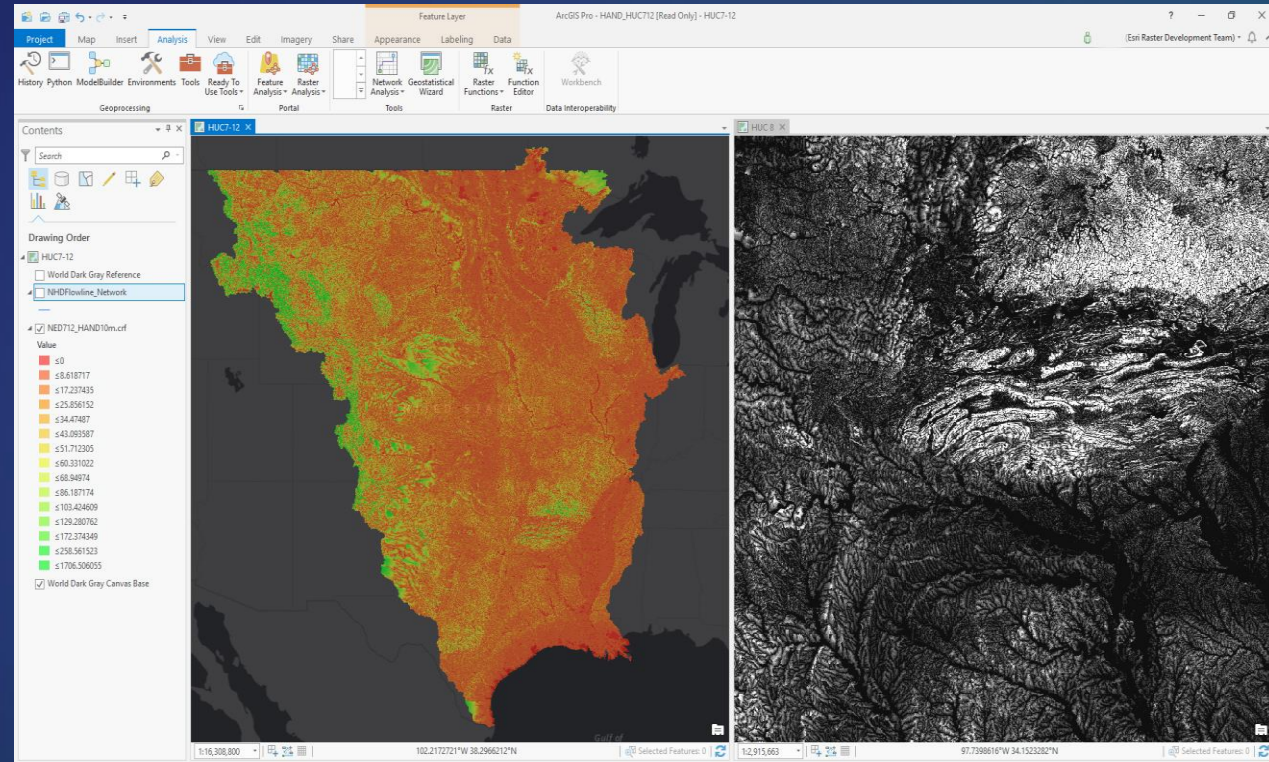 Feature Layer
ArcGIS Pro - HAND_HUC712 [Read Only] - HUC7-12
Project Map Insert Analysis View Edit Imagery Share Appearance Labeling Data
(Esri Raster Development Team)
History Python ModelBuilder Environments Tools Ready To Use Tools Feature Analysis Raster Analysis Network Analysis Geostatistical Wizard Raster Functions Function Editor Workbench
Geoprocessing Portal Tools Raster Data Interoperability
Contents
Search
Drawing Order
HUC7-12
World Dark Gray Reference
NHDFlowline_Network
NED712_HAND10m.crf
Value
≤0
≤8.618717
≤17.237435
≤25.856152
≤34.47487
≤43.093587
≤51.712305
≤60.331022
≤68.94974
≤86.187174
≤103.424609
≤129.280762
≤172.374349
≤258.561523
≤1706.506055
World Dark Gray Canvas Base
HUC7-12
Gulf of
1:16,308,800
102.2172721°W 38.2966212°N
Selected Features: 0
HUC 8
1:2,915,663
97.7398616°W 34.1523282°N
Selected Features: 0